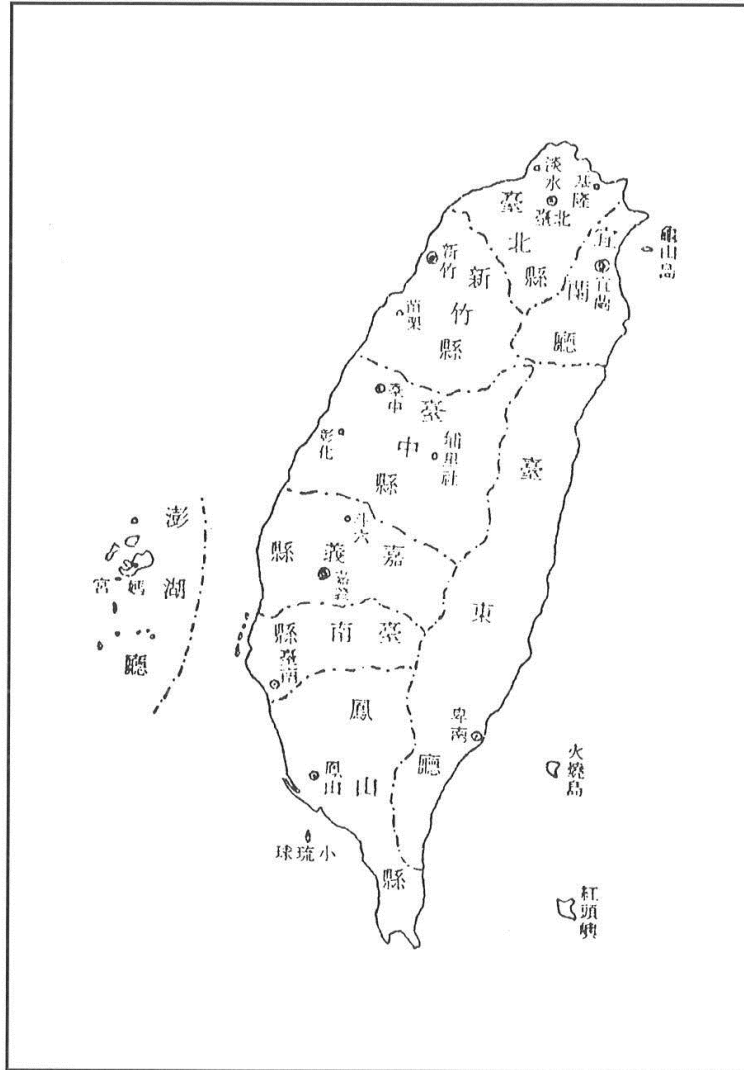 淡水
基隆
臺北
臺北縣
宜蘭
宜蘭廳
龜山島
新竹
新竹縣
苗栗
臺中
臺中縣
彰化
埔里社
斗六
嘉義縣
嘉義
臺南縣
臺南
澎湖廳
媽宮
臺東廳
卑南
鳳山縣
鳳山
小琉球
火燒島
紅頭嶼